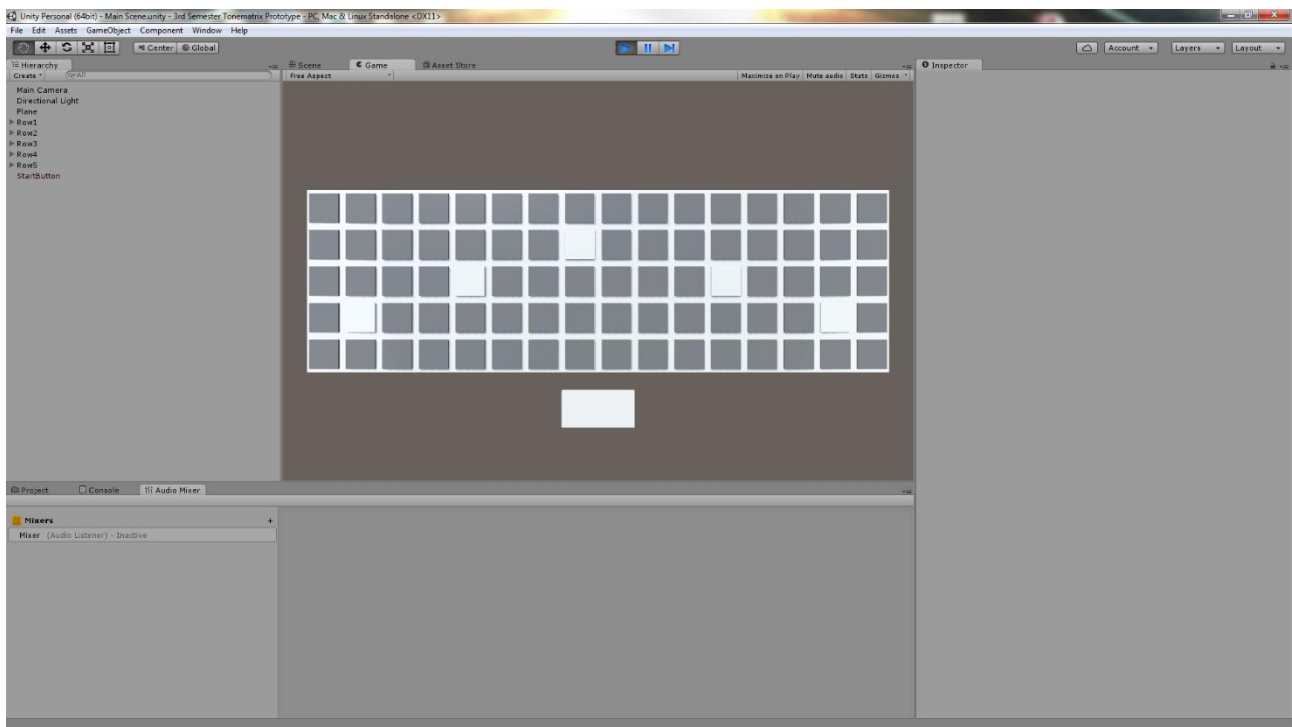 Unity Personal (64bit) - Main Scene.unity - 3rd Semester Tonematrix Prototype - PC, Mac & Linux Standalone <DX11>
File Edit Assets GameObject Component Window Help
Center Global Account Layers Layout
Hierarchy # Scene Game Asset Store Inspector
Create All Free Aspect Maximize on Play Mute audio Stats Gizmos
Main Camera
Directional Light
Plane
Row1
Row2
Row3
Row4
Row5
StartButton
Project Console Audio Mixer
Mixers +
Mixer (Audio Listener) - Inactive